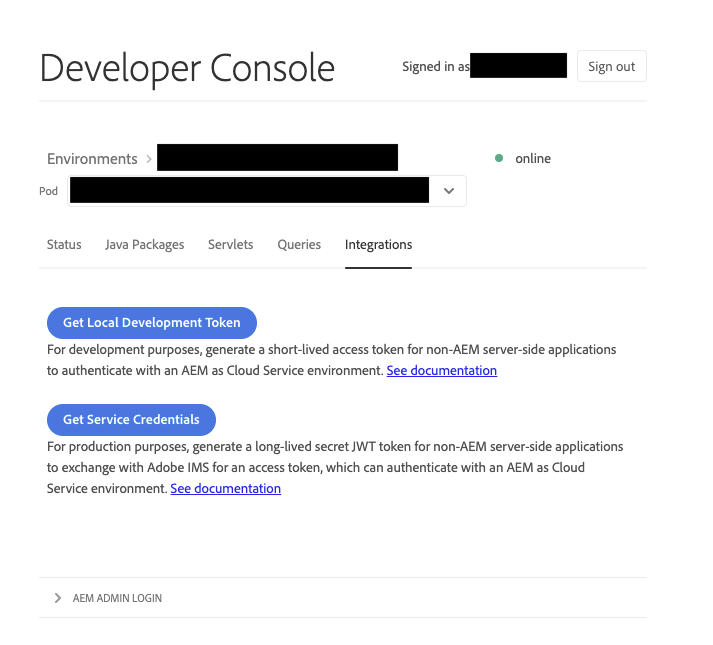 Developer Console
Signed in as
Sign out
Environments
online
Pod
Status Java Packages Servlets Queries Integrations
Get Local Development Token
For development purposes, generate a short-lived access token for non-AEM server-side applications
to authenticate with an AEM as Cloud Service environment. See documentation
Get Service Credentials
For production purposes, generate a long-lived secret JWT token for non-AEM server-side applications
to exchange with Adobe IMS for an access token, which can authenticate with an AEM as Cloud
Service environment. See documentation
AEM ADMIN LOGIN